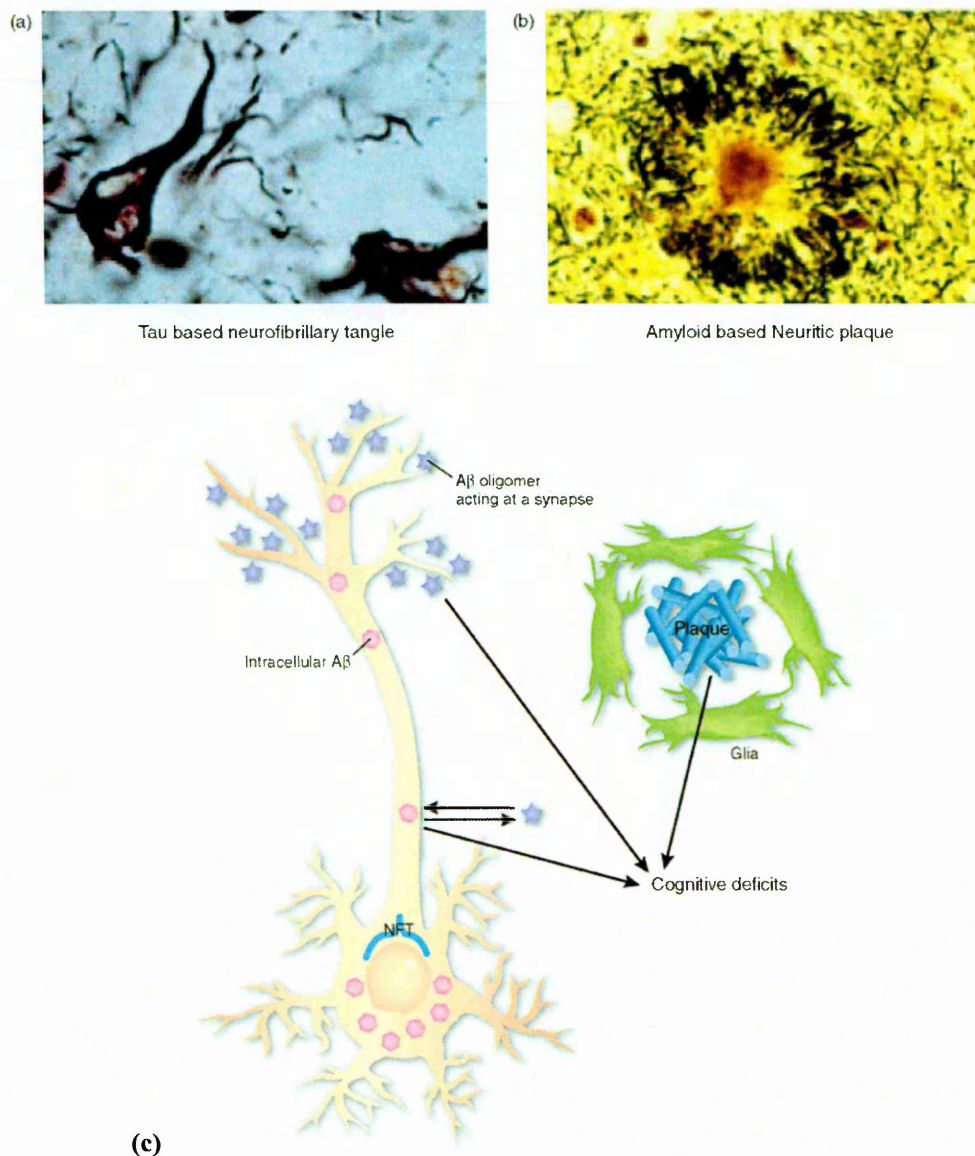 (a)
(b)
Tau based neurofibrillary tangle
Amyloid based Neuritic plaque
Aβ oligomer
acting at a synapse
Plaque
Intracellular Aβ
Glia
Cognitive deficits
NFT
(c)